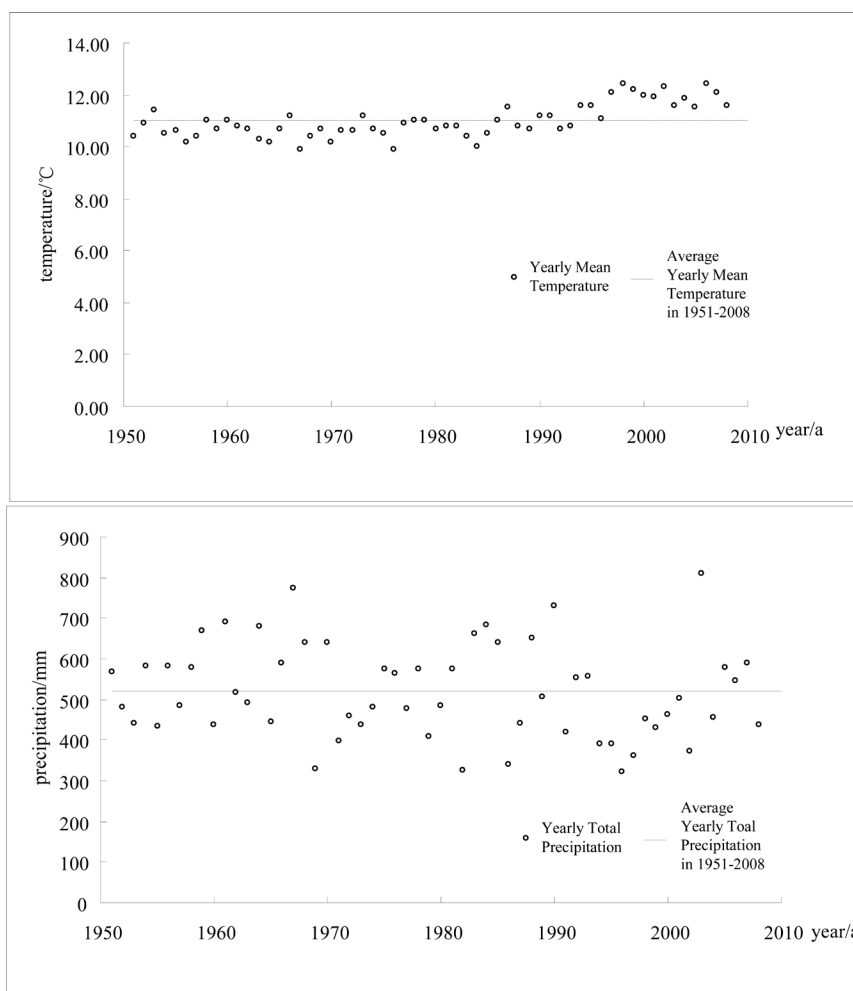 14.00
12.00
10.00
8.00
6.00
4.00
2.00
0.00
temperature/℃
1950 1960 1970 1980 1990 2000 2010 year/a
Yearly Mean
Temperature
Average
Yearly Mean
Temperature
in 1951-2008
900
800
700
600
500
400
300
200
100
0
precipitation/mm
1950 1960 1970 1980 1990 2000 2010 year/a
Yearly Total
Precipitation
Average
Yearly Toal
Precipitation
in 1951-2008